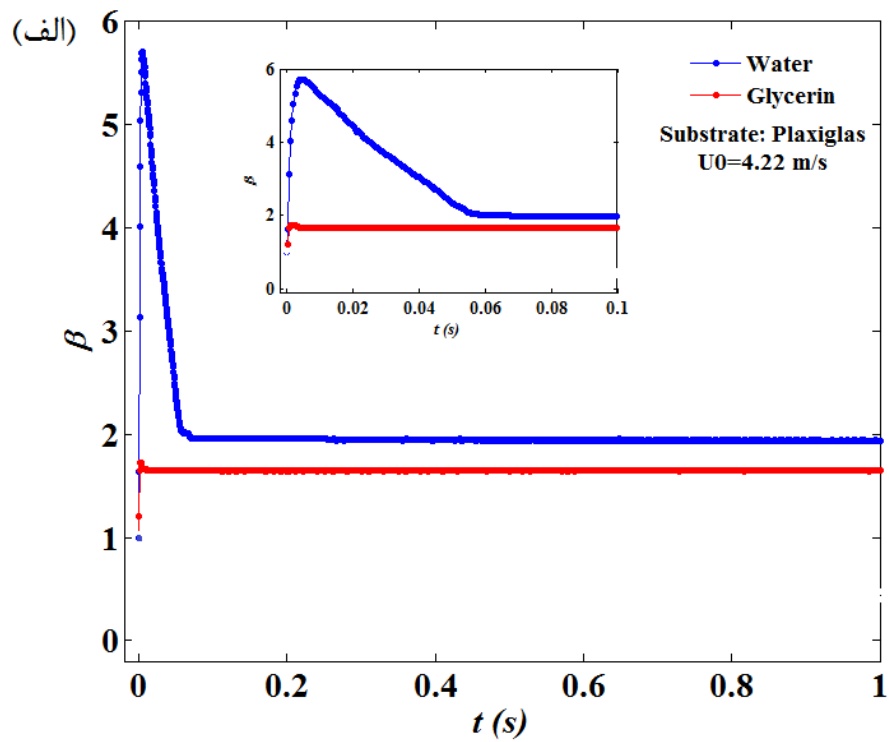 (الف)
6
5
4
3
2
1
0
β
0
0.2
0.4
0.6
0.8
1
t (s)
6
4
2
0
β
0
0.02
0.04
0.06
0.08
0.1
t (s)
Water
Glycerin
Substrate: Plaxiglas
U0=4.22 m/s